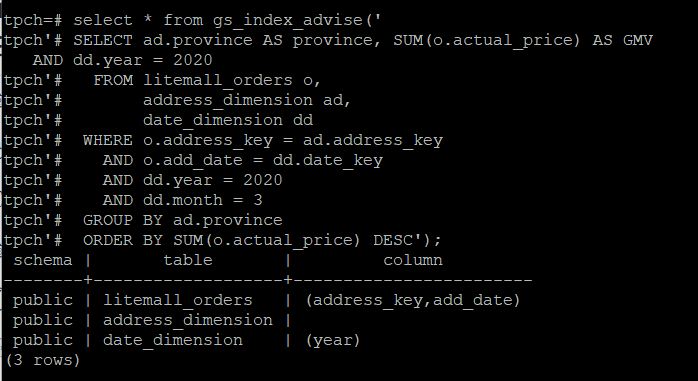 tpch=# select * from gs_index_advise('
tpch'# SELECT ad.province AS province, SUM(o.actual_price) AS GMV
   AND dd.year = 2020
tpch'#   FROM litemall_orders o,
tpch'#        address_dimension ad,
tpch'#        date_dimension dd
tpch'#  WHERE o.address_key = ad.address_key
tpch'#    AND o.add_date = dd.date_key
tpch'#    AND dd.year = 2020
tpch'#    AND dd.month = 3
tpch'#  GROUP BY ad.province
tpch'#  ORDER BY SUM(o.actual_price) DESC');
 schema |       table       |         column
--------+-------------------+------------------------
 public | litemall_orders   | (address_key,add_date)
 public | address_dimension |
 public | date_dimension    | (year)
(3 rows)